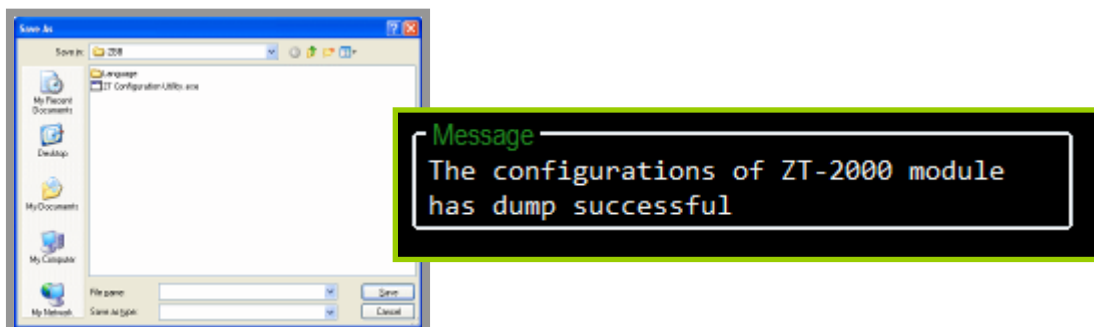 Save As
Save in:
Language
ZT Configuration Utility.exe
My Recent
Documents
Desktop
My Documents
My Computer
My Network
File name:
Save
Save as type:
Cancel
Message
The configurations of ZT-2000 module
has dump successful